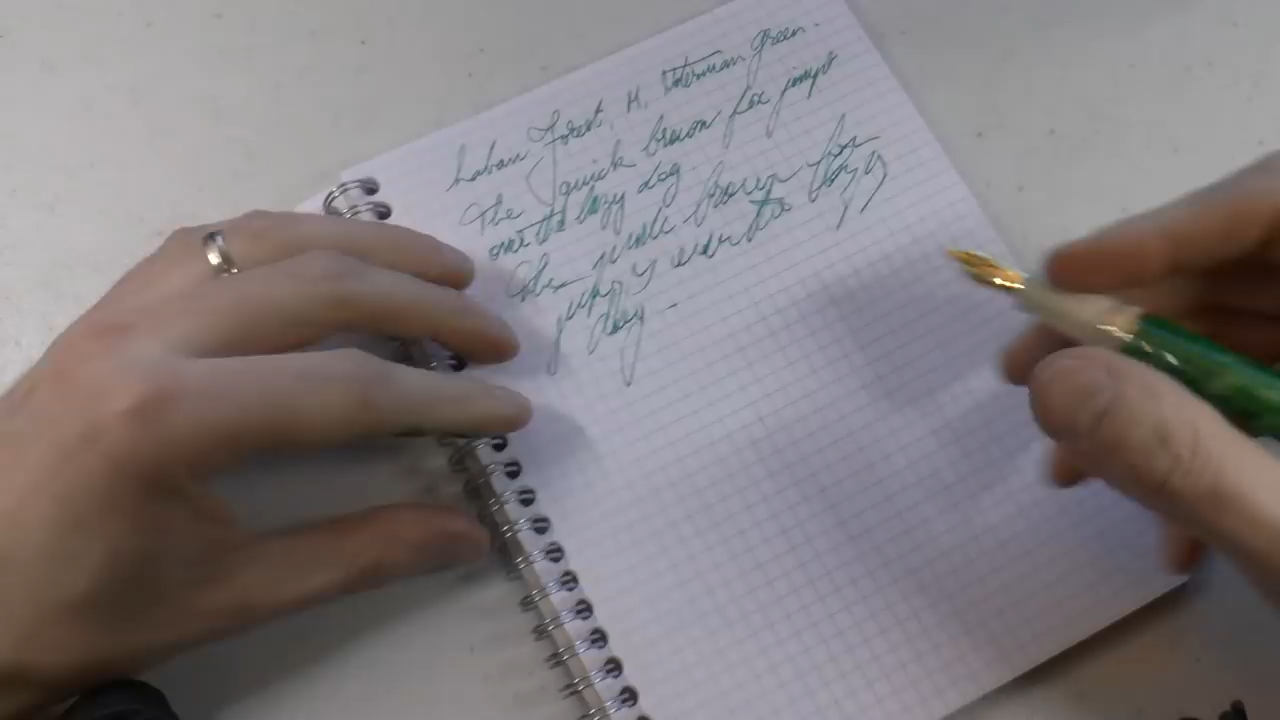 Laban Forest, M, Waterman Green.
The quick brown fox jumpt
over the lazy dog.
The quick brown fox
jumps over the lazy
dog -